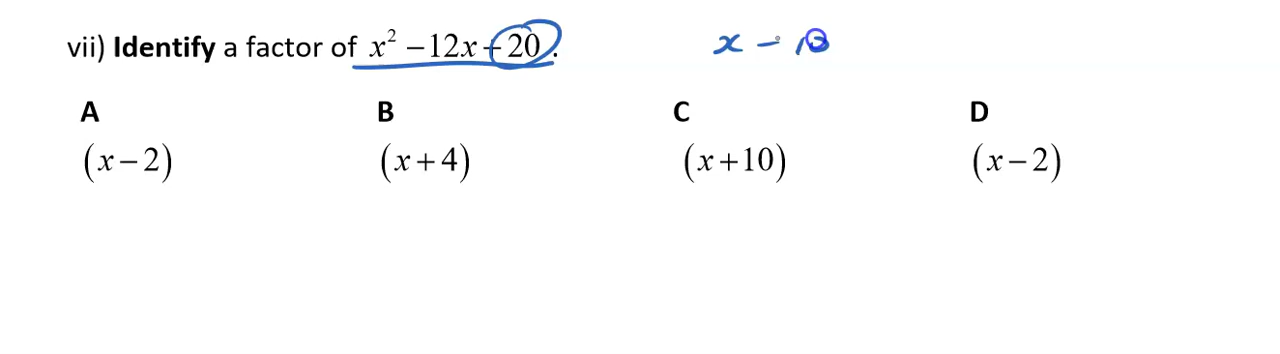 vii) Identify a factor of x² − 12x + 20. x − 10
A B C D
(x − 2) (x + 4) (x + 10) (x − 2)